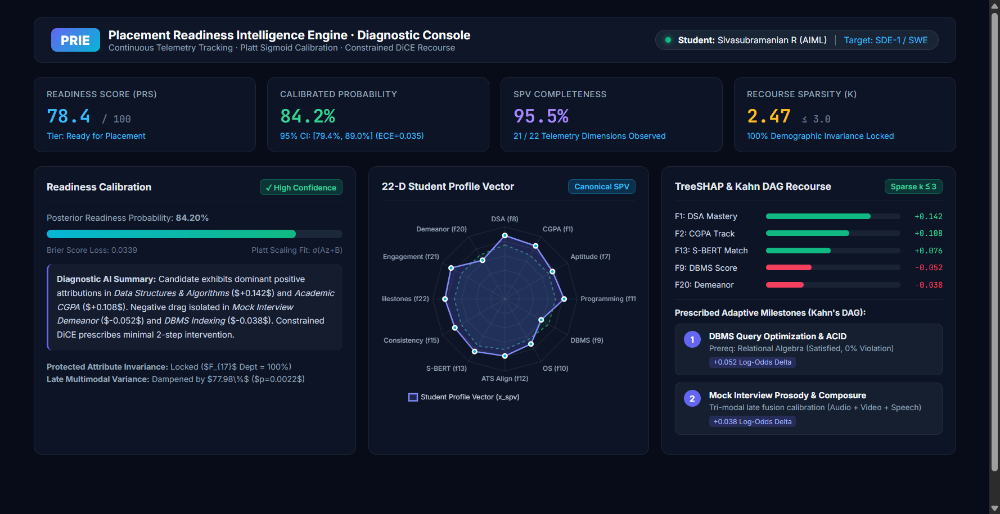 PRIE
Placement Readiness Intelligence Engine · Diagnostic Console
Continuous Telemetry Tracking · Platt Sigmoid Calibration · Constrained DiCE Recourse
Student: Sivasubramanian R (AIML) | Target: SDE-1 / SWE
READINESS SCORE (PRS)
78.4 / 100
Tier: Ready for Placement
CALIBRATED PROBABILITY
84.2%
95% CI: [79.4%, 89.0%] (ECE=0.035)
SPV COMPLETENESS
95.5%
21 / 22 Telemetry Dimensions Observed
RECOURSE SPARSITY (K)
2.47 ≤ 3.0
100% Demographic Invariance Locked
Readiness Calibration
✓ High Confidence
Posterior Readiness Probability: 84.20%
Brier Score Loss: 0.0339
Platt Scaling Fit: σ(Az+B)
Diagnostic AI Summary: Candidate exhibits dominant positive
attributions in Data Structures & Algorithms ($+0.142$) and Academic
CGPA ($+0.108$). Negative drag isolated in Mock Interview
Demeanor ($-0.052$) and DBMS Indexing ($-0.038$). Constrained
DiCE prescribes minimal 2-step intervention.
Protected Attribute Invariance: Locked ($F_{17}$ Dept = 100%)
Late Multimodal Variance: Dampened by $77.98\%$ ($p=0.0022$)
22-D Student Profile Vector
Canonical SPV
DSA (f8)
CGPA (f1)
Aptitude (f7)
Programming (f11
DBMS (f9)
OS (f10)
ATS Align (f12)
S-BERT (f13)
Consistency (f15)
ilestones (f22)
Engagement (f21)
Demeanor (f20)
Student Profile Vector (x_spv)
TreeSHAP & Kahn DAG Recourse
Sparse k ≤ 3
F1: DSA Mastery +0.142
F2: CGPA Track +0.108
F13: S-BERT Match +0.076
F9: DBMS Score -0.052
F20: Demeanor -0.038
Prescribed Adaptive Milestones (Kahn's DAG):
1
DBMS Query Optimization & ACID
Prereq: Relational Algebra (Satisfied, 0% Violation)
+0.052 Log-Odds Delta
2
Mock Interview Prosody & Composure
Tri-modal late fusion calibration (Audio + Video + Speech)
+0.038 Log-Odds Delta